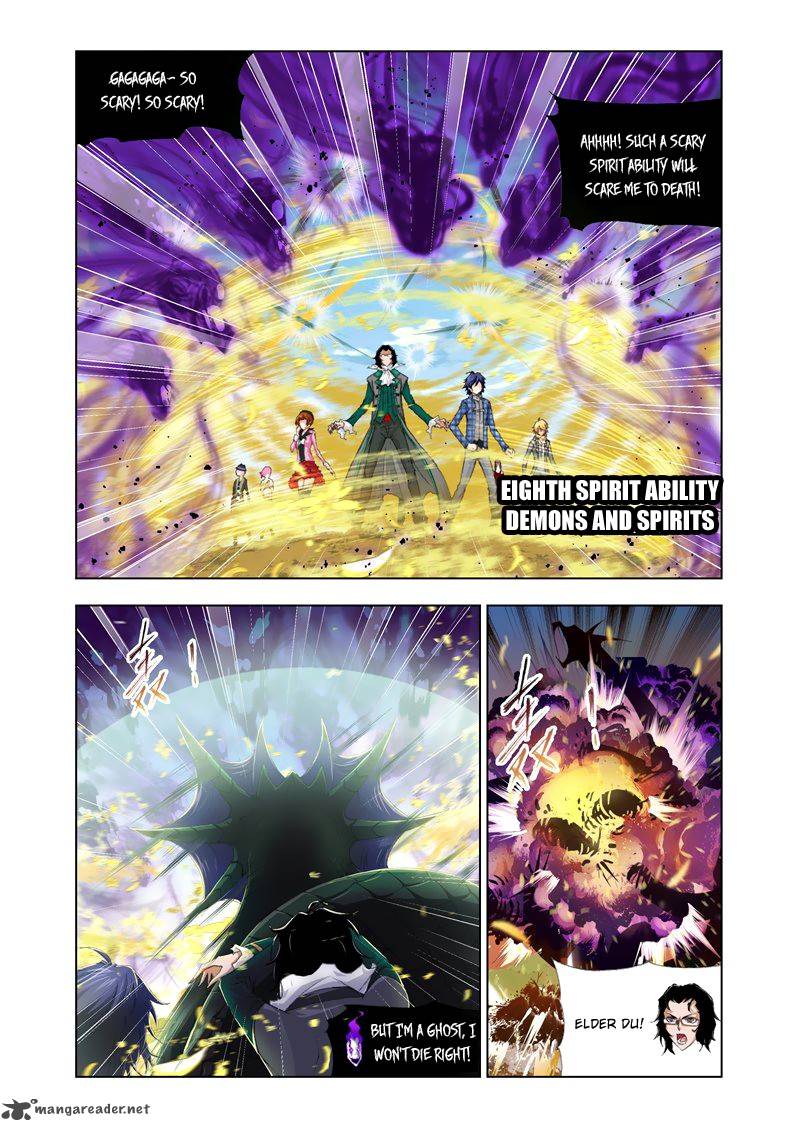 GAGAGAGA~ SO
SCARY! SO SCARY!
AHHHH! SUCH A SCARY
SPIRIT ABILITY WILL
SCARE ME TO DEATH!
EIGHTH SPIRIT ABILITY
DEMONS AND SPIRITS
轰!
轰!
BUT I'M A GHOST, I
WON'T DIE RIGHT!
ELDER DU!
mangareader.net